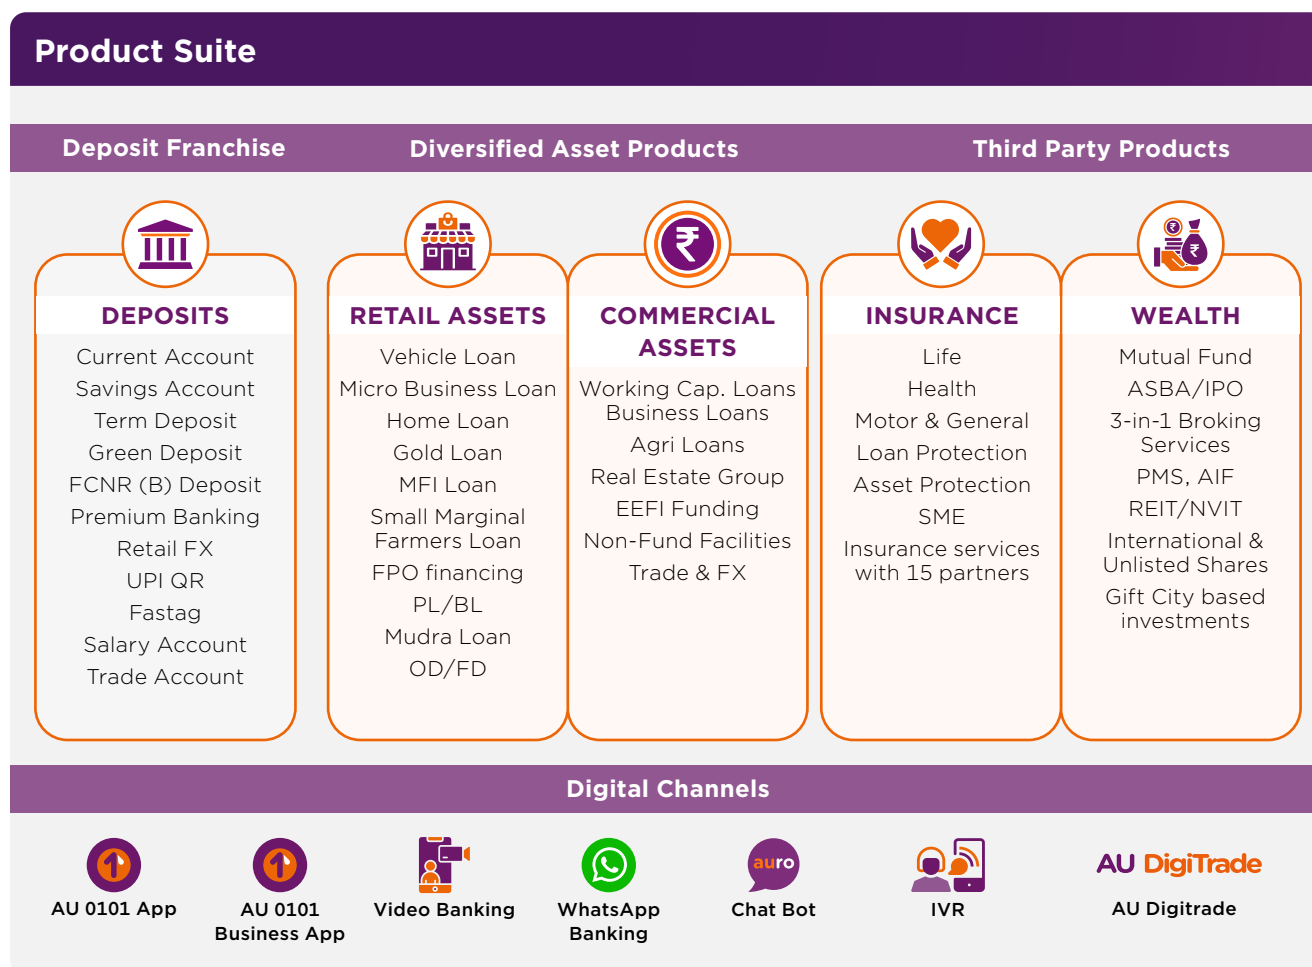 Product Suite
Deposit Franchise
Diversified Asset Products
Third Party Products
DEPOSITS
Current Account
Savings Account
Term Deposit
Green Deposit
FCNR (B) Deposit
Premium Banking
Retail FX
UPI QR
Fastag
Salary Account
Trade Account
RETAIL ASSETS
Vehicle Loan
Micro Business Loan
Home Loan
Gold Loan
MFI Loan
Small Marginal
Farmers Loan
FPO financing
PL/BL
Mudra Loan
OD/FD
₹
COMMERCIAL
ASSETS
Working Cap. Loans
Business Loans
Agri Loans
Real Estate Group
EEFI Funding
Non-Fund Facilities
Trade & FX
INSURANCE
Life
Health
Motor & General
Loan Protection
Asset Protection
SME
Insurance services
with 15 partners
₹
₹
WEALTH
Mutual Fund
ASBA/IPO
3-in-1 Broking
Services
PMS, AIF
REIT/NVIT
International &
Unlisted Shares
Gift City based
investments
Digital Channels
AU 0101 App
AU 0101
Business App
Video Banking
WhatsApp
Banking
auro
Chat Bot
IVR
AU DigiTrade
AU Digitrade